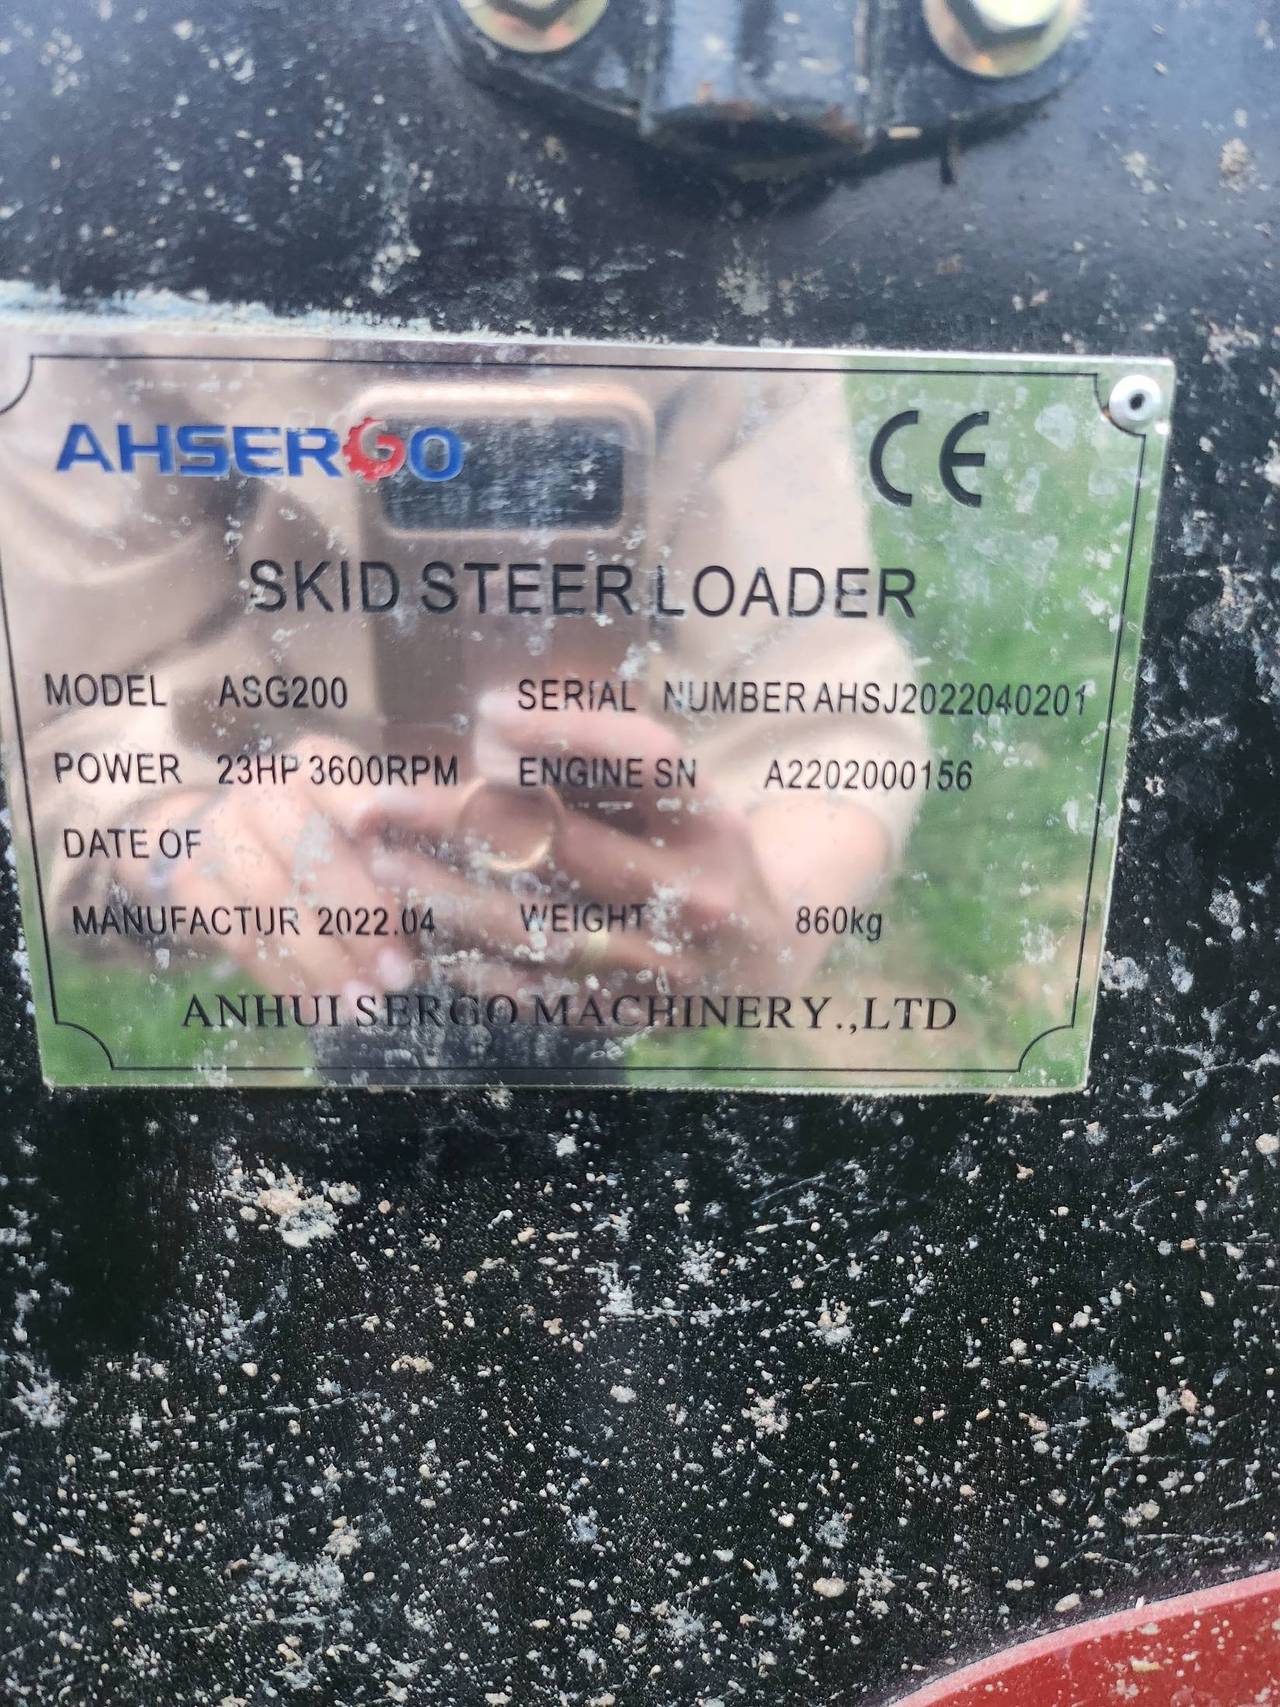 AHSERGO CE
SKID STEER LOADER
MODEL ASG200 SERIAL NUMBER AHSJ2022040201
POWER 23HP 3600RPM ENGINE SN A2202000156
DATE OF
MANUFACTUR 2022.04 WEIGHT 860kg
ANHUI SERGO MACHINERY.,LTD